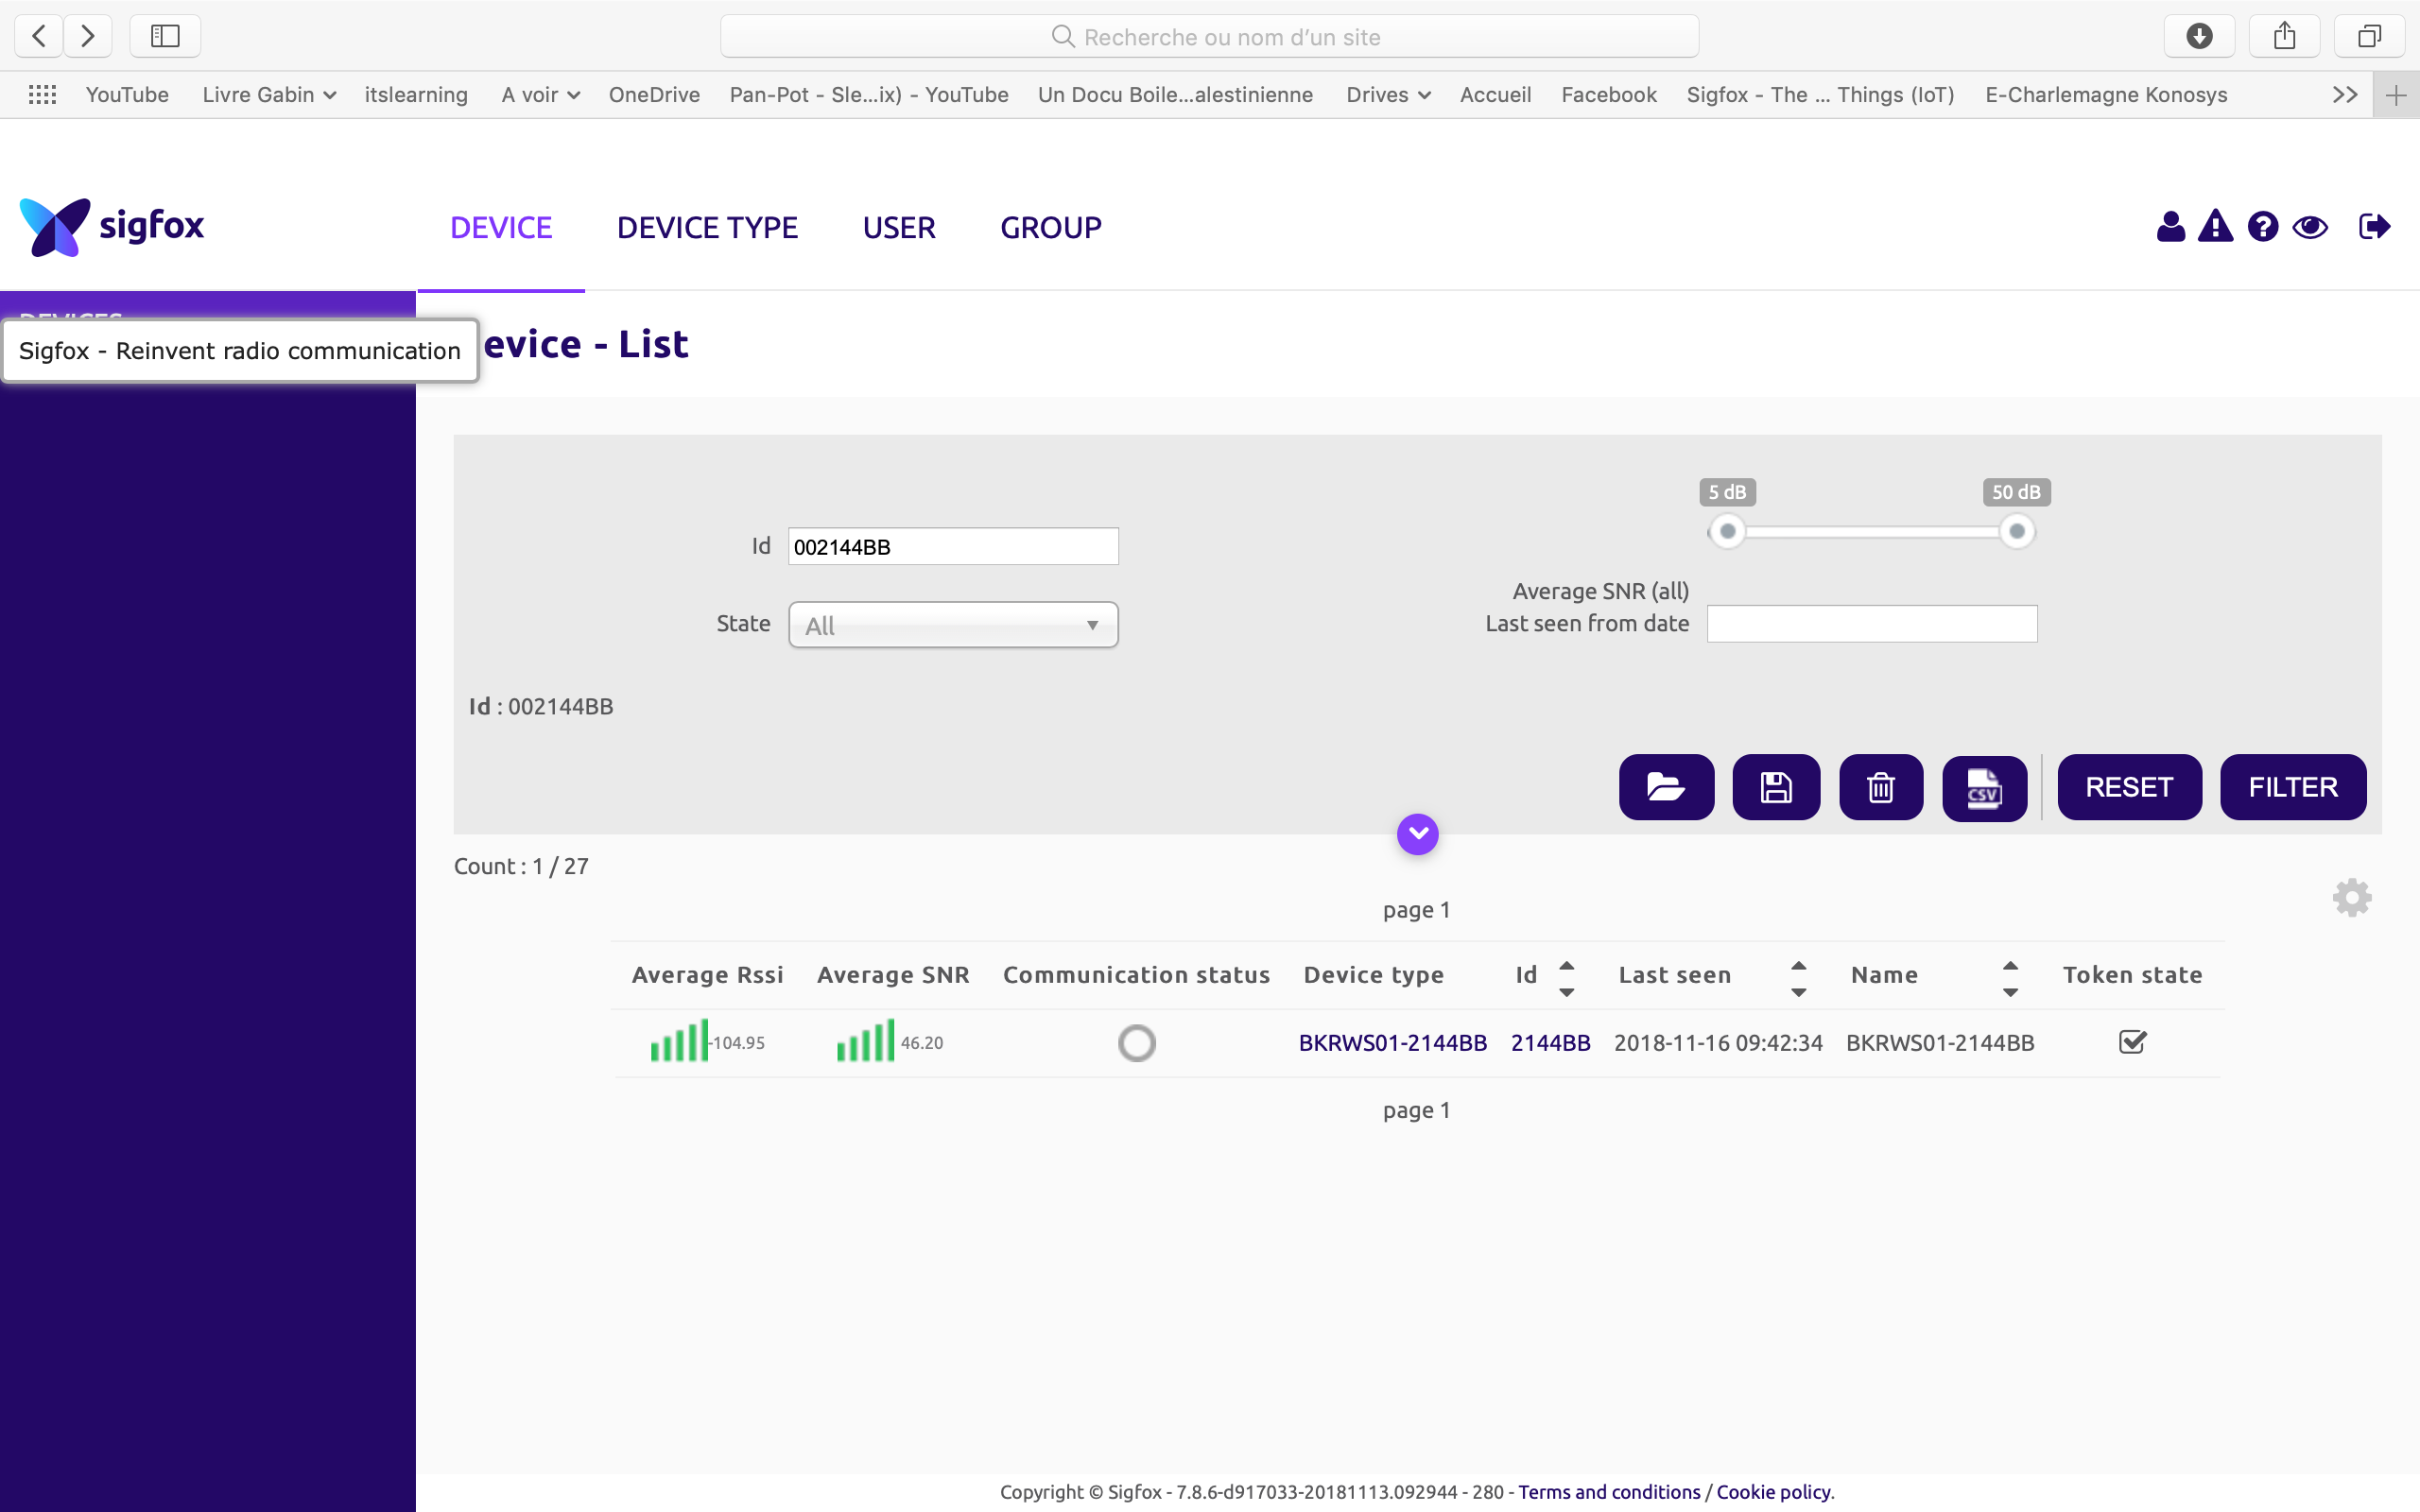 Recherche ou nom d’un site
YouTube Livre Gabin itslearning A voir OneDrive Pan-Pot - Sle...ix) - YouTube Un Docu Boile...alestinienne Drives Accueil Facebook Sigfox - The ... Things (IoT) E-Charlemagne Konosys
sigfox DEVICE DEVICE TYPE USER GROUP
Sigfox - Reinvent radio communication
evice - List
5 dB 50 dB
Id 002144BB
Average SNR (all)
State All Last seen from date
Id : 002144BB
CSV RESET FILTER
Count : 1 / 27
page 1
Average Rssi Average SNR Communication status Device type Id Last seen Name Token state
-104.95 46.20 BKRWS01-2144BB 2144BB 2018-11-16 09:42:34 BKRWS01-2144BB
page 1
Copyright © Sigfox - 7.8.6-d917033-20181113.092944 - 280 - Terms and conditions / Cookie policy.